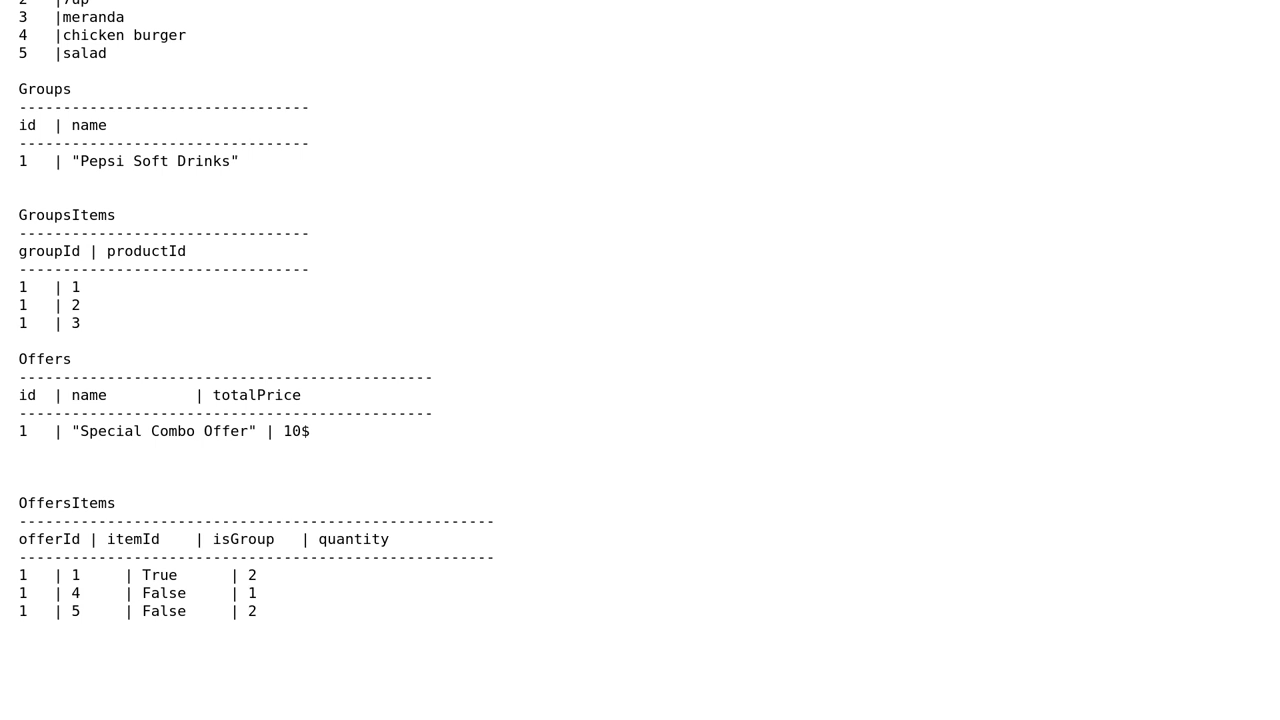 2   |7up
3   |meranda
4   |chicken burger
5   |salad
Groups
---------------------------------
id  | name
---------------------------------
1   | "Pepsi Soft Drinks"
GroupsItems
---------------------------------
groupId | productId
---------------------------------
1   | 1
1   | 2
1   | 3
Offers
-----------------------------------------------
id  | name          | totalPrice
-----------------------------------------------
1   | "Special Combo Offer" | 10$
OffersItems
------------------------------------------------------
offerId | itemId    | isGroup   | quantity
------------------------------------------------------
1   | 1     | True      | 2
1   | 4     | False     | 1
1   | 5     | False     | 2